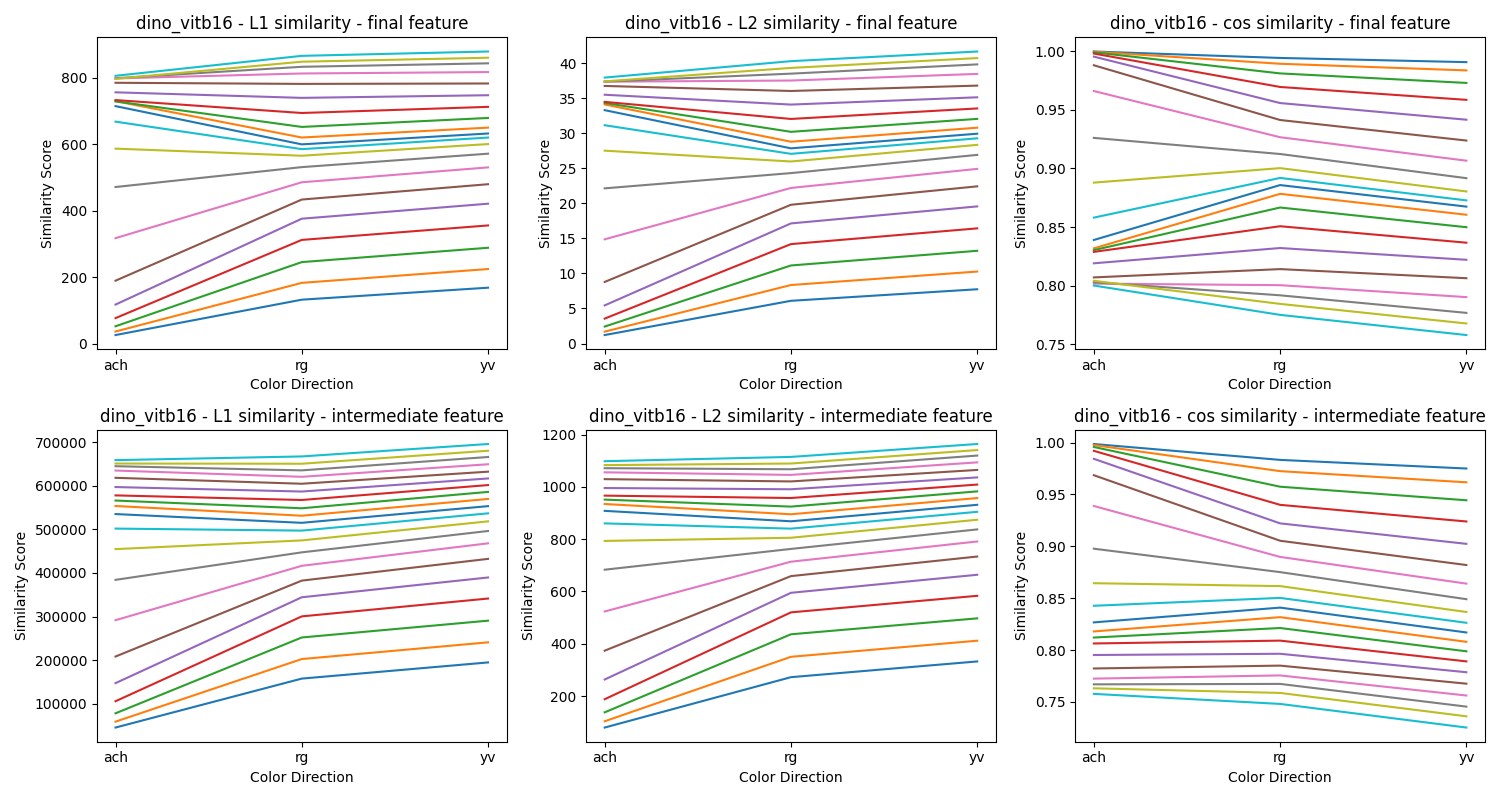 dino_vitb16 - L1 similarity - final feature
Similarity Score
800
600
400
200
0
ach
rg
yv
Color Direction
dino_vitb16 - L2 similarity - final feature
Similarity Score
40
35
30
25
20
15
10
5
0
ach
rg
yv
Color Direction
dino_vitb16 - cos similarity - final feature
Similarity Score
1.00
0.95
0.90
0.85
0.80
0.75
ach
rg
yv
Color Direction
dino_vitb16 - L1 similarity - intermediate feature
Similarity Score
700000
600000
500000
400000
300000
200000
100000
ach
rg
yv
Color Direction
dino_vitb16 - L2 similarity - intermediate feature
Similarity Score
1200
1000
800
600
400
200
ach
rg
yv
Color Direction
dino_vitb16 - cos similarity - intermediate feature
Similarity Score
1.00
0.95
0.90
0.85
0.80
0.75
ach
rg
yv
Color Direction